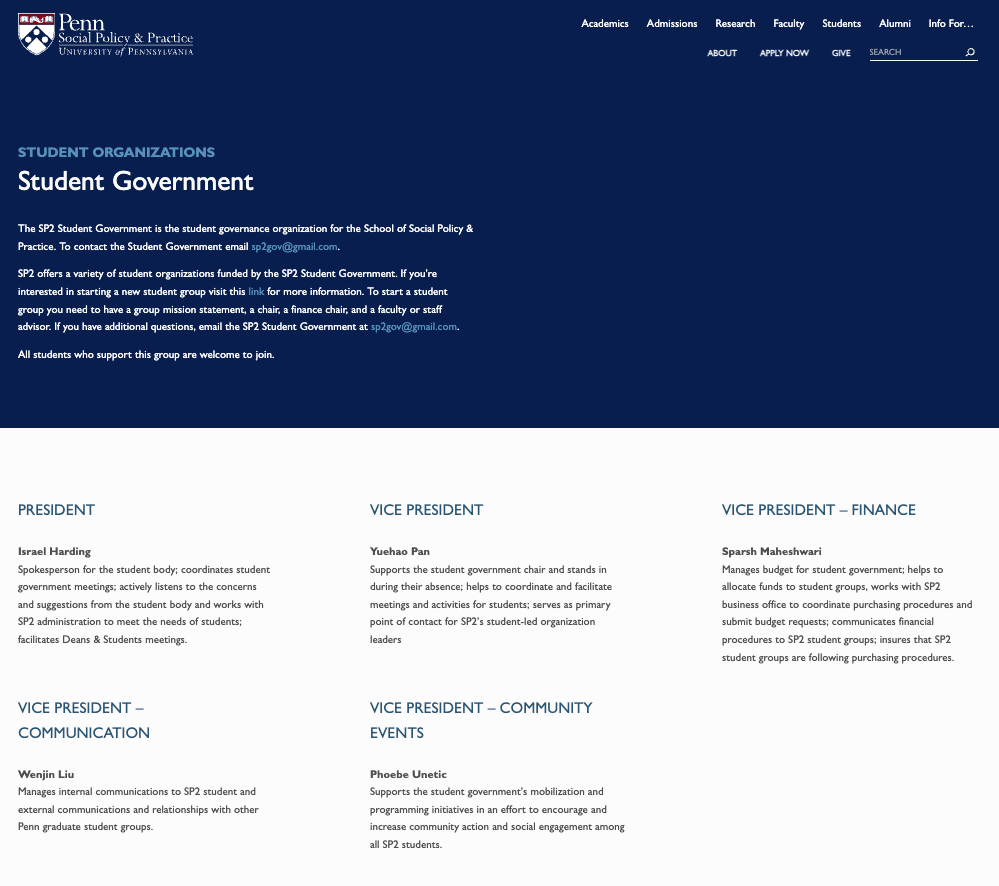 Penn
Social Policy & Practice
University of Pennsylvania
Academics Admissions Research Faculty Students Alumni Info For...
ABOUT APPLY NOW GIVE SEARCH
STUDENT ORGANIZATIONS
Student Government
The SP2 Student Government is the student governance organization for the School of Social Policy &
Practice. To contact the Student Government email sp2gov@gmail.com.
SP2 offers a variety of student organizations funded by the SP2 Student Government. If you're
interested in starting a new student group visit this link for more information. To start a student
group you need to have a group mission statement, a chair, a finance chair, and a faculty or staff
advisor. If you have additional questions, email the SP2 Student Government at sp2gov@gmail.com.
All students who support this group are welcome to join.
PRESIDENT
Israel Harding
Spokesperson for the student body; coordinates student
government meetings; actively listens to the concerns
and suggestions from the student body and works with
SP2 administration to meet the needs of students;
facilitates Deans & Students meetings.
VICE PRESIDENT
Yuehao Pan
Supports the student government chair and stands in
during their absence; helps to coordinate and facilitate
meetings and activities for students; serves as primary
point of contact for SP2's student-led organization
leaders
VICE PRESIDENT – FINANCE
Sparsh Maheshwari
Manages budget for student government; helps to
allocate funds to student groups, works with SP2
business office to coordinate purchasing procedures and
submit budget requests; communicates financial
procedures to SP2 student groups; insures that SP2
student groups are following purchasing procedures.
VICE PRESIDENT –
COMMUNICATION
Wenjin Liu
Manages internal communications to SP2 student and
external communications and relationships with other
Penn graduate student groups.
VICE PRESIDENT – COMMUNITY
EVENTS
Phoebe Unetic
Supports the student government's mobilization and
programming initiatives in an effort to encourage and
increase community action and social engagement among
all SP2 students.